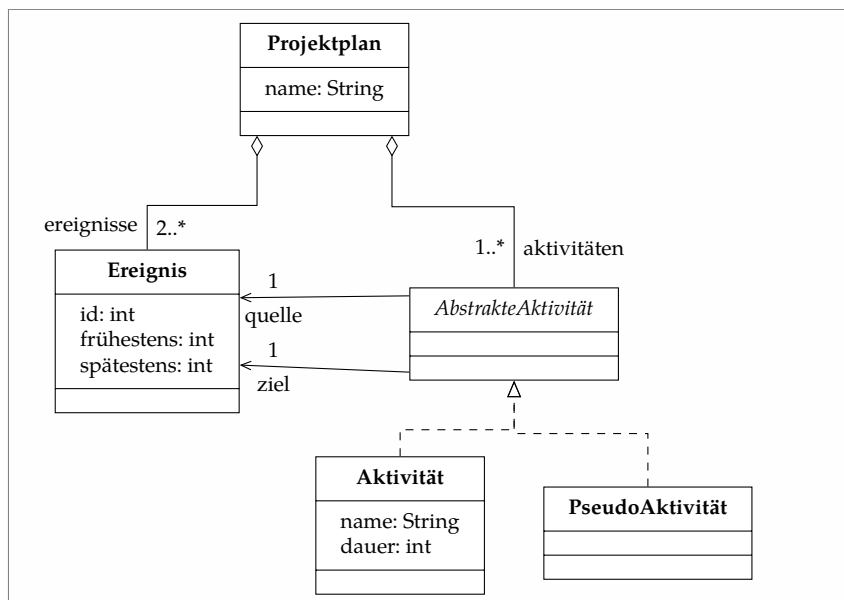 Projektplan
name: String
ereignisse
2..*
1..*
aktivitäten
Ereignis
id: int
frühestens: int
spätestens: int
1
quelle
1
ziel
AbstrakteAktivität
Aktivität
name: String
dauer: int
PseudoAktivität